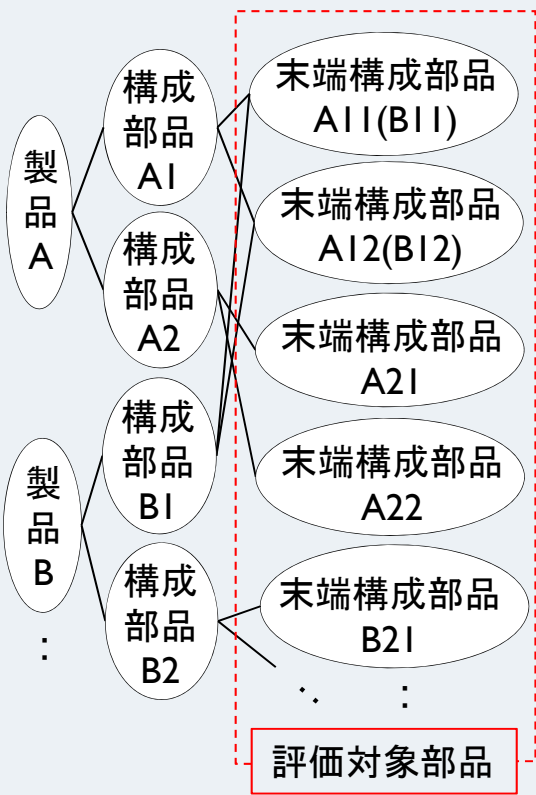 製
品
A
構成
部品
A1
構成
部品
A2
製
品
B
:
構成
部品
B1
構成
部品
B2
末端構成部品
A11(B11)
末端構成部品
A12(B12)
末端構成部品
A21
末端構成部品
A22
末端構成部品
B21
⋱
:
評価対象部品